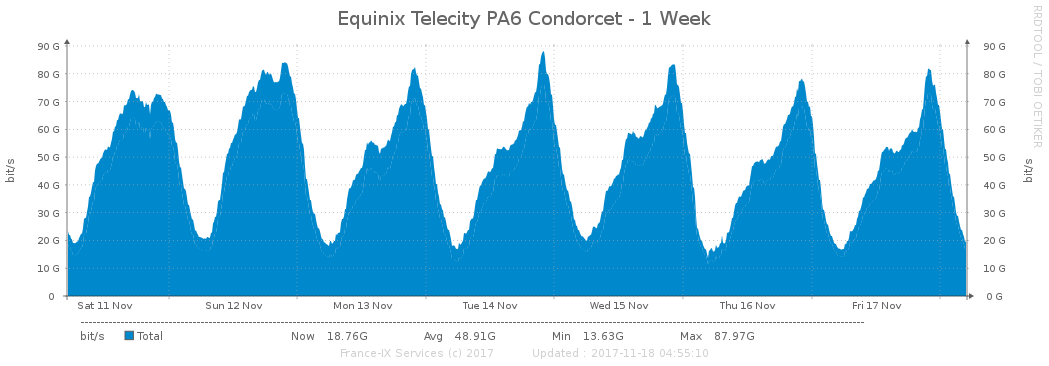 Equinix Telecity PA6 Condorcet - 1 Week
RRDTOOL / TOBI OETIKER
90 G 90 G
80 G 80 G
70 G 70 G
60 G 60 G
50 G 50 G
bit/s bit/s
40 G 40 G
30 G 30 G
20 G 20 G
10 G 10 G
0 0 G
Sat 11 Nov Sun 12 Nov Mon 13 Nov Tue 14 Nov Wed 15 Nov Thu 16 Nov Fri 17 Nov
bit/s Total Now 18.76G Avg 48.91G Min 13.63G Max 87.97G
France-IX Services (c) 2017 Updated : 2017-11-18 04:55:10